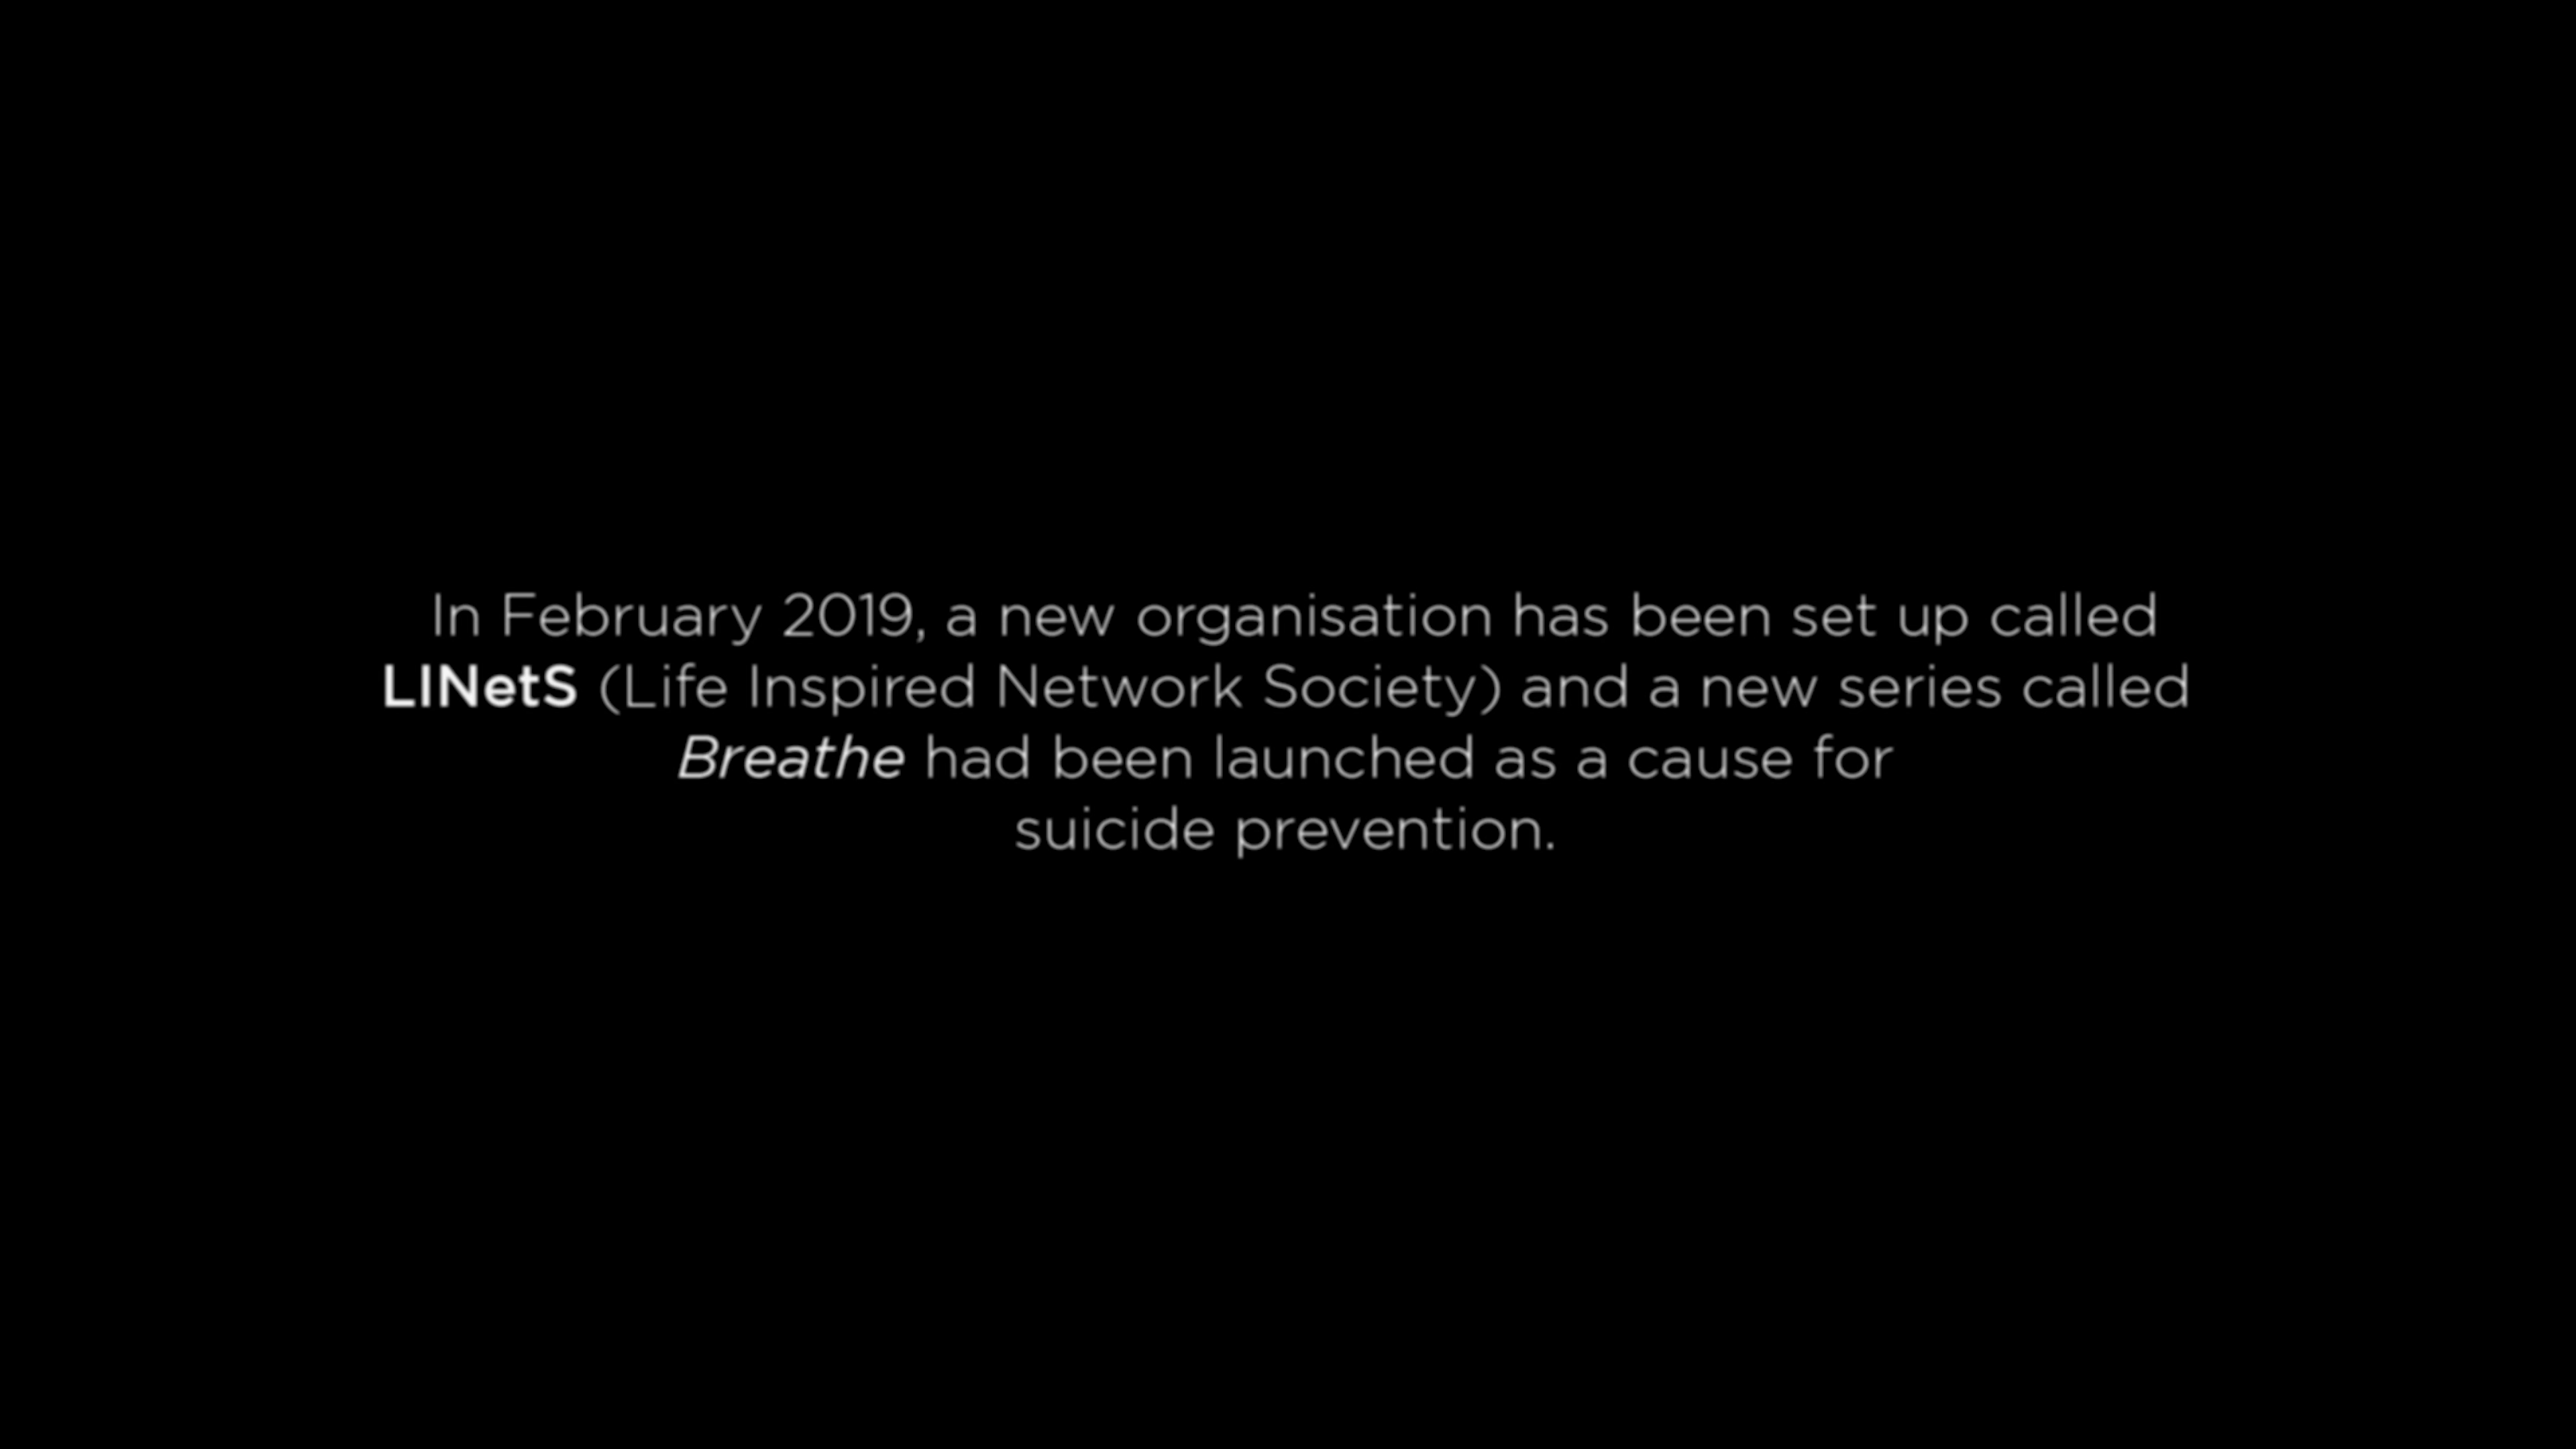 In February 2019, a new organisation has been set up called
LINetS (Life Inspired Network Society) and a new series called
Breathe had been launched as a cause for
suicide prevention.